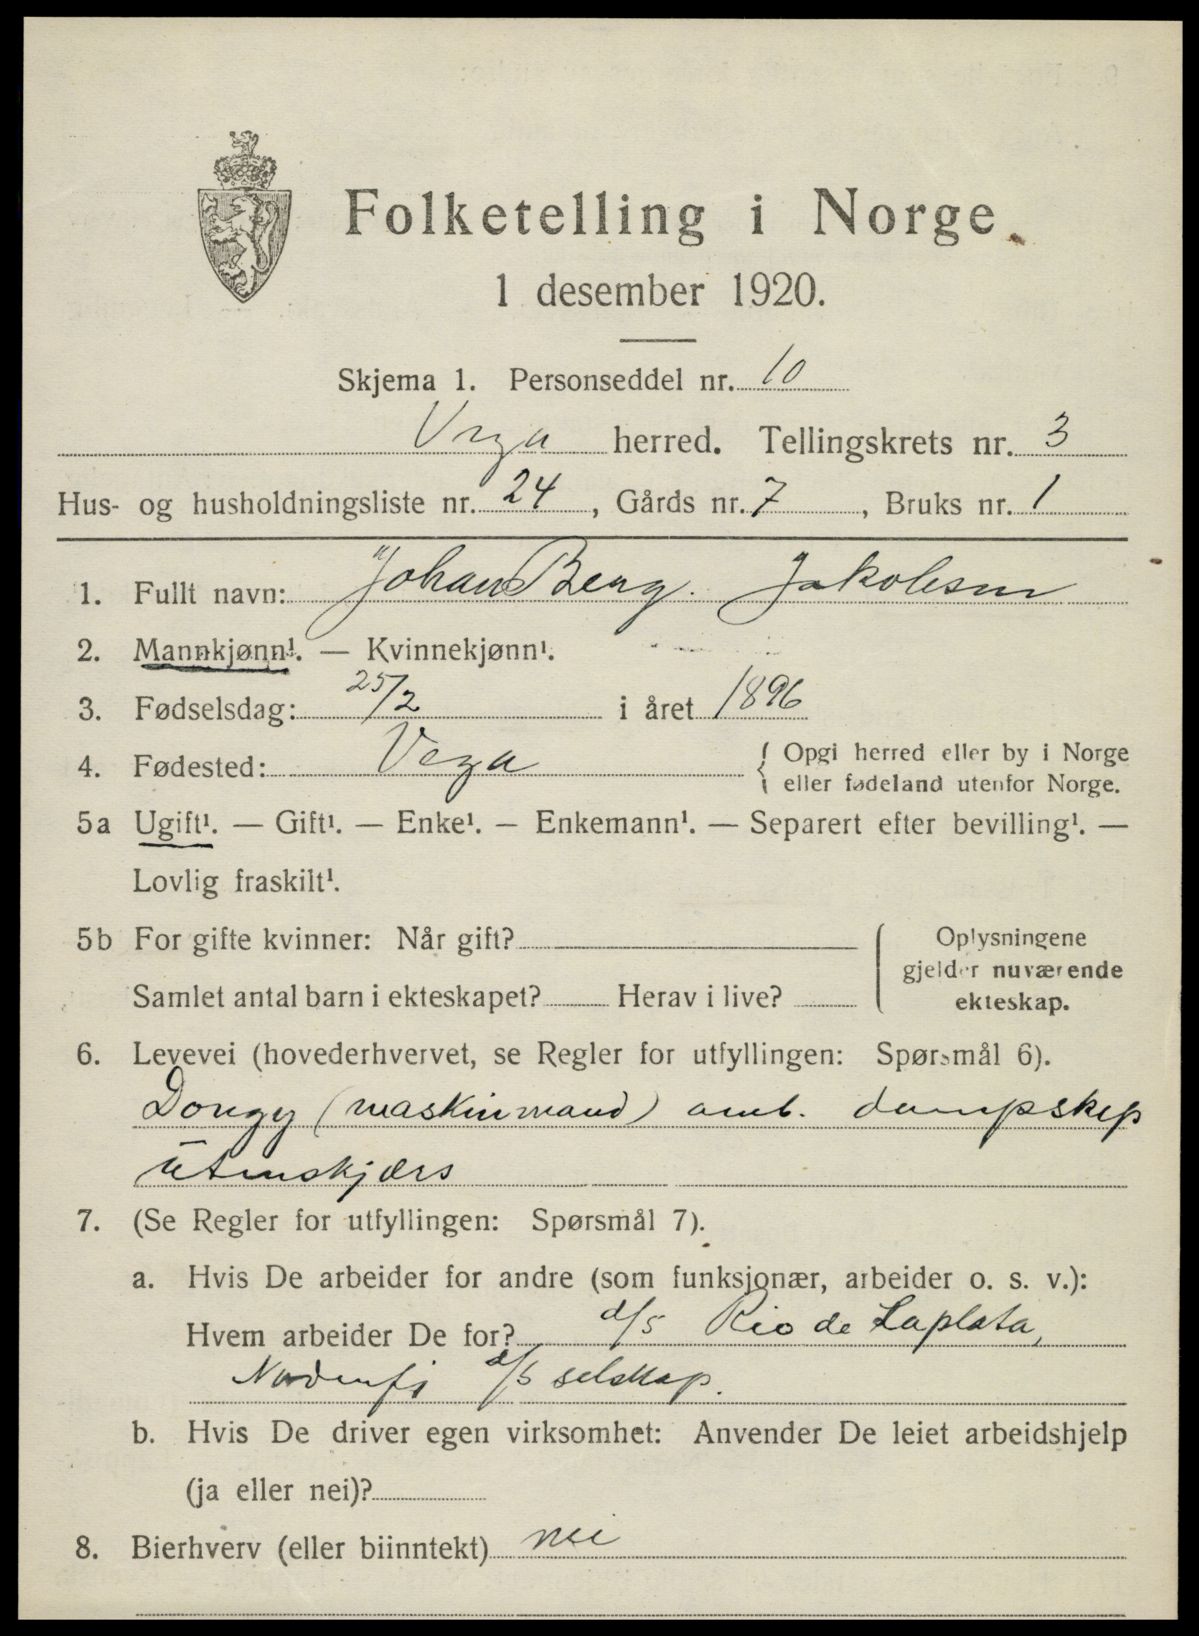 Folketelling i Norge
1 desember 1920.
Skjema 1. Personseddel nr. 10
Vega herred. Tellingskrets nr. 3
Hus- og husholdningsliste nr. 24, Gårds nr. 7, Bruks nr. 1
1. Fullt navn: Johan Berg Jakobsen
2. Mannkjønn¹. — Kvinnekjønn¹.
3. Fødselsdag: 25/2 i året 1896
4. Fødested: Vega { Opgi herred eller by i Norge
eller fødeland utenfor Norge.
5a Ugift¹. — Gift¹. — Enke¹. — Enkemann¹. — Separert efter bevilling¹. —
Lovlig fraskilt¹.
5b For gifte kvinner: Når gift?
Samlet antal barn i ekteskapet? Herav i live?
Oplysningene
gjelder nuværende
ekteskap.
6. Levevei (hovederhvervet, se Regler for utfyllingen: Spørsmål 6).
(maskinmand) omb. dampskip
utenskjærs
7. (Se Regler for utfyllingen: Spørsmål 7).
a. Hvis De arbeider for andre (som funksjonær, arbeider o. s. v.):
Hvem arbeider De for? d/s Rio de Laplata,
Nordenfj d/s selskap.
b. Hvis De driver egen virksomhet: Anvender De leiet arbeidshjelp
(ja eller nei)?
8. Bierhverv (eller biinntekt) nei